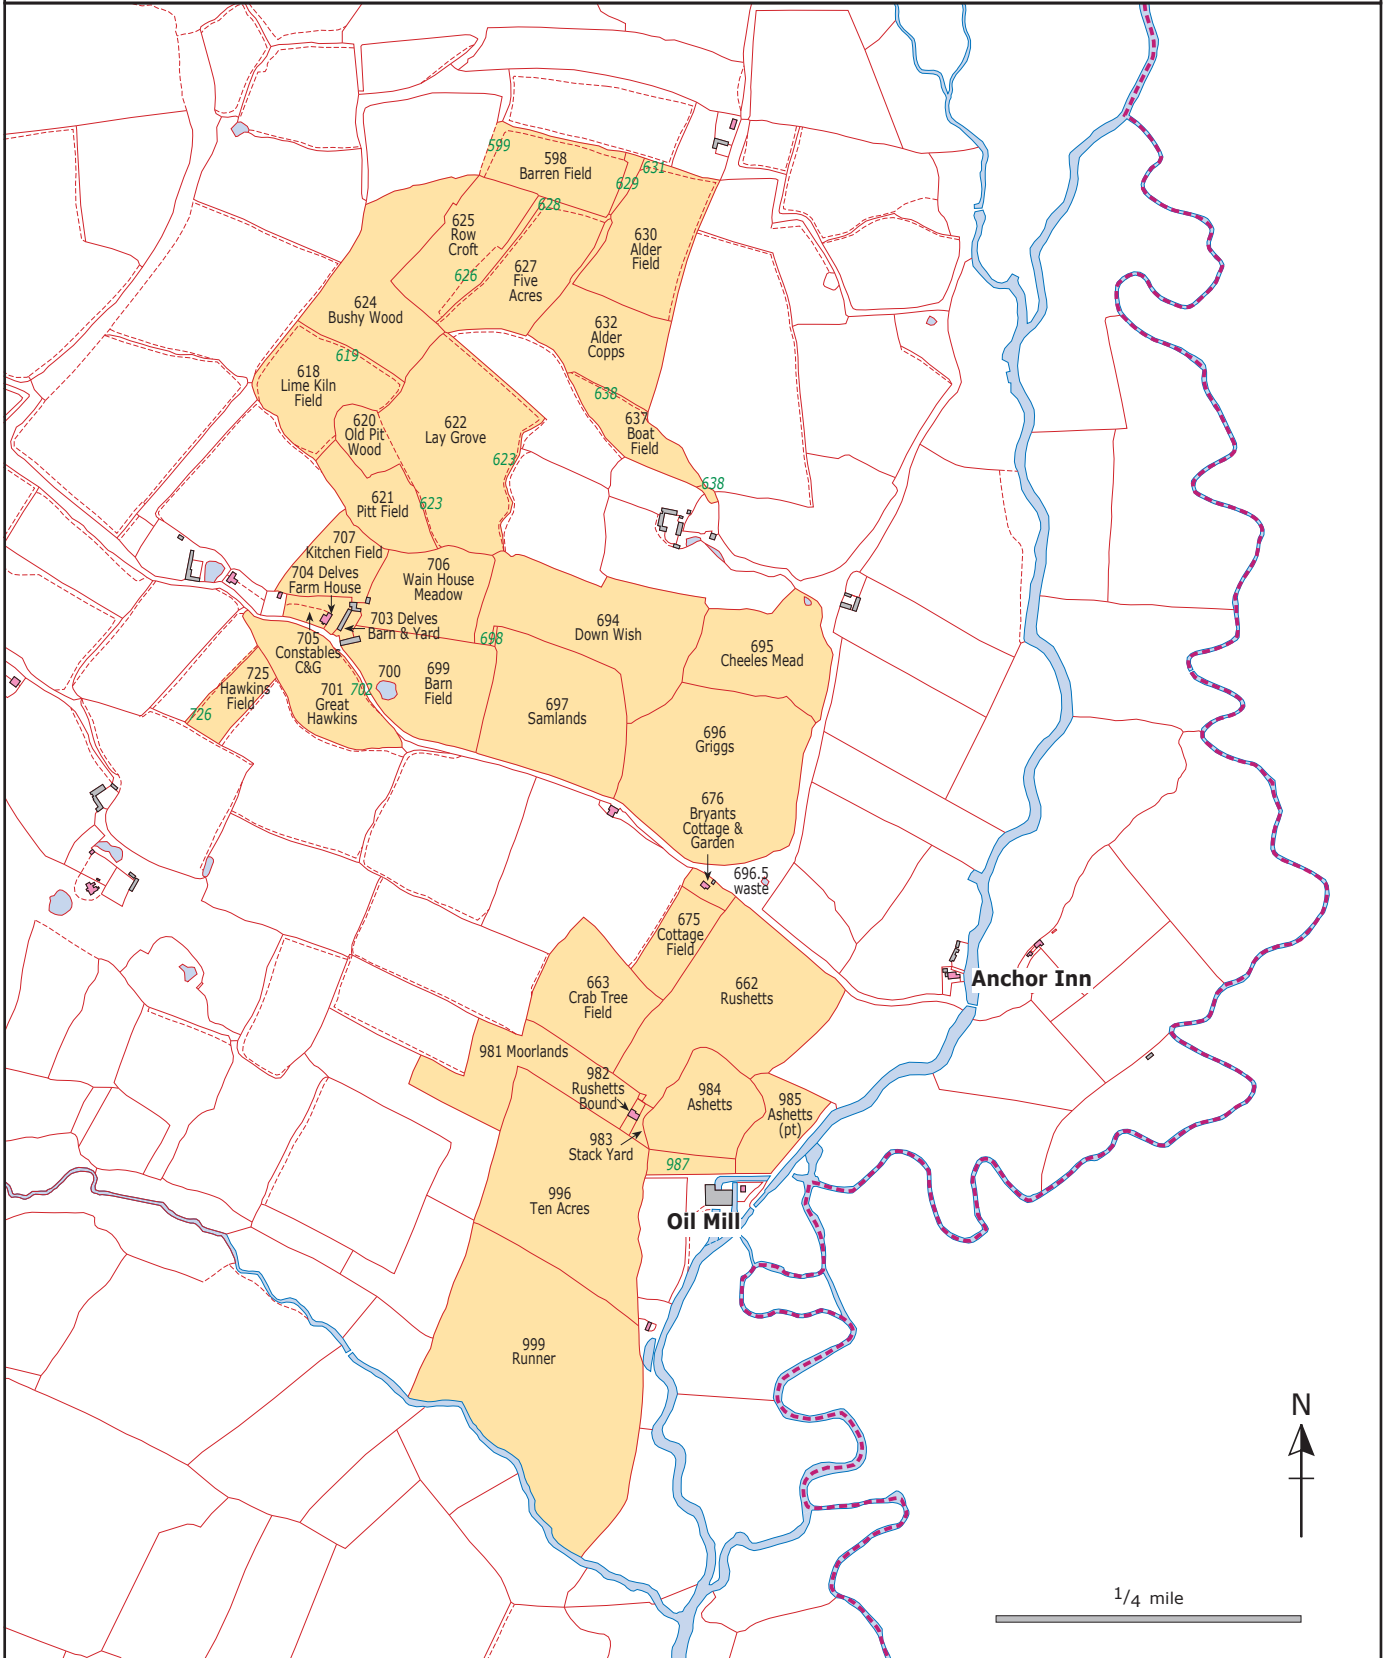 599
598
Barren Field
631
629
628
625
Row
Croft
630
Alder
Field
626
627
Five
Acres
624
Bushy Wood
632
Alder
Copps
619
618
Lime Kiln
Field
638
620
Old Pit
Wood
622
Lay Grove
637
Boat
Field
623
638
621
Pitt Field
623
707
Kitchen Field
706
Wain House
Meadow
704 Delves
Farm House
703 Delves
Barn & Yard
698
694
Down Wish
695
Cheeles Mead
705
Constables
C&G
725
Hawkins
Field
701
Great
Hawkins
702
700
699
Barn
Field
726
697
Samlands
696
Griggs
676
Bryants
Cottage &
Garden
696.5
waste
675
Cottage
Field
663
Crab Tree
Field
662
Rushetts
Anchor Inn
981 Moorlands
982
Rushetts
Bound
984
Ashetts
985
Ashetts
(pt)
983
Stack Yard
987
996
Ten Acres
Oil Mill
999
Runner
N
1/4 mile